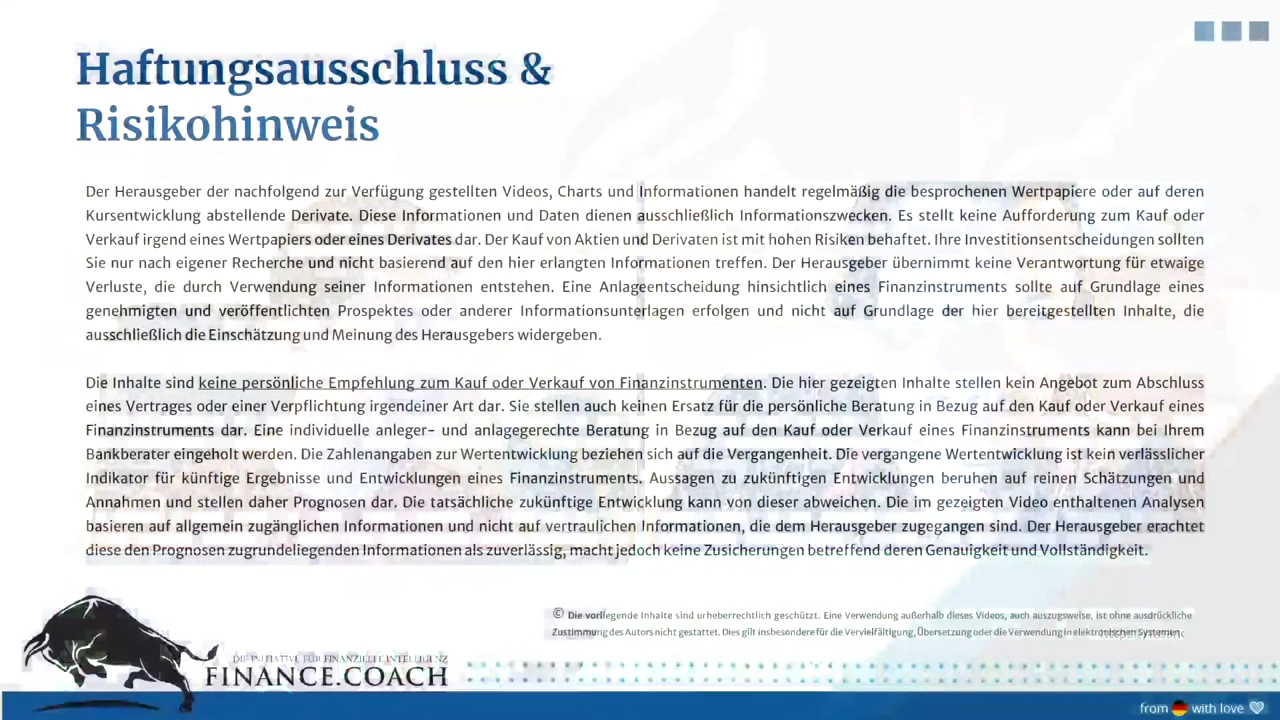 Haftungsausschluss &
Risikohinweis
Der Herausgeber der nachfolgend zur Verfügung gestellten Videos, Charts und Informationen handelt regelmäßig die besprochenen Wertpapiere oder auf deren
Kursentwicklung abstellende Derivate. Diese Informationen und Daten dienen ausschließlich Informationszwecken. Es stellt keine Aufforderung zum Kauf oder
Verkauf irgend eines Wertpapiers oder eines Derivates dar. Der Kauf von Aktien und Derivaten ist mit hohen Risiken behaftet. Ihre Investitionsentscheidungen sollten
Sie nur nach eigener Recherche und nicht basierend auf den hier erlangten Informationen treffen. Der Herausgeber übernimmt keine Verantwortung für etwaige
Verluste, die durch Verwendung seiner Informationen entstehen. Eine Anlageentscheidung hinsichtlich eines Finanzinstruments sollte auf Grundlage eines
genehmigten und veröffentlichten Prospektes oder anderer Informationsunterlagen erfolgen und nicht auf Grundlage der hier bereitgestellten Inhalte, die
ausschließlich die Einschätzung und Meinung des Herausgebers widergeben.
Die Inhalte sind keine persönliche Empfehlung zum Kauf oder Verkauf von Finanzinstrumenten. Die hier gezeigten Inhalte stellen kein Angebot zum Abschluss
eines Vertrages oder einer Verpflichtung irgendeiner Art dar. Sie stellen auch keinen Ersatz für die persönliche Beratung in Bezug auf den Kauf oder Verkauf eines
Finanzinstruments dar. Eine individuelle anleger- und anlagegerechte Beratung in Bezug auf den Kauf oder Verkauf eines Finanzinstruments kann bei Ihrem
Bankberater eingeholt werden. Die Zahlenangaben zur Wertentwicklung beziehen sich auf die Vergangenheit. Die vergangene Wertentwicklung ist kein verlässlicher
Indikator für künftige Ergebnisse und Entwicklungen eines Finanzinstruments. Aussagen zu zukünftigen Entwicklungen beruhen auf reinen Schätzungen und
Annahmen und stellen daher Prognosen dar. Die tatsächliche zukünftige Entwicklung kann von dieser abweichen. Die im gezeigten Video enthaltenen Analysen
basieren auf allgemein zugänglichen Informationen und nicht auf vertraulichen Informationen, die dem Herausgeber zugegangen sind. Der Herausgeber erachtet
diese den Prognosen zugrundeliegenden Informationen als zuverlässig, macht jedoch keine Zusicherungen betreffend deren Genauigkeit und Vollständigkeit.
© Die vorliegende Inhalte sind urheberrechtlich geschützt. Eine Verwendung außerhalb dieses Videos, auch auszugsweise, ist ohne ausdrückliche
Zustimmung des Autors nicht gestattet. Dies gilt insbesondere für die Vervielfältigung, Übersetzung oder die Verwendung in elektronischen Systemen.
DIE INITIATIVE FÜR FINANZIELLE INTELLIGENZ
FINANCE.COACH
from with love